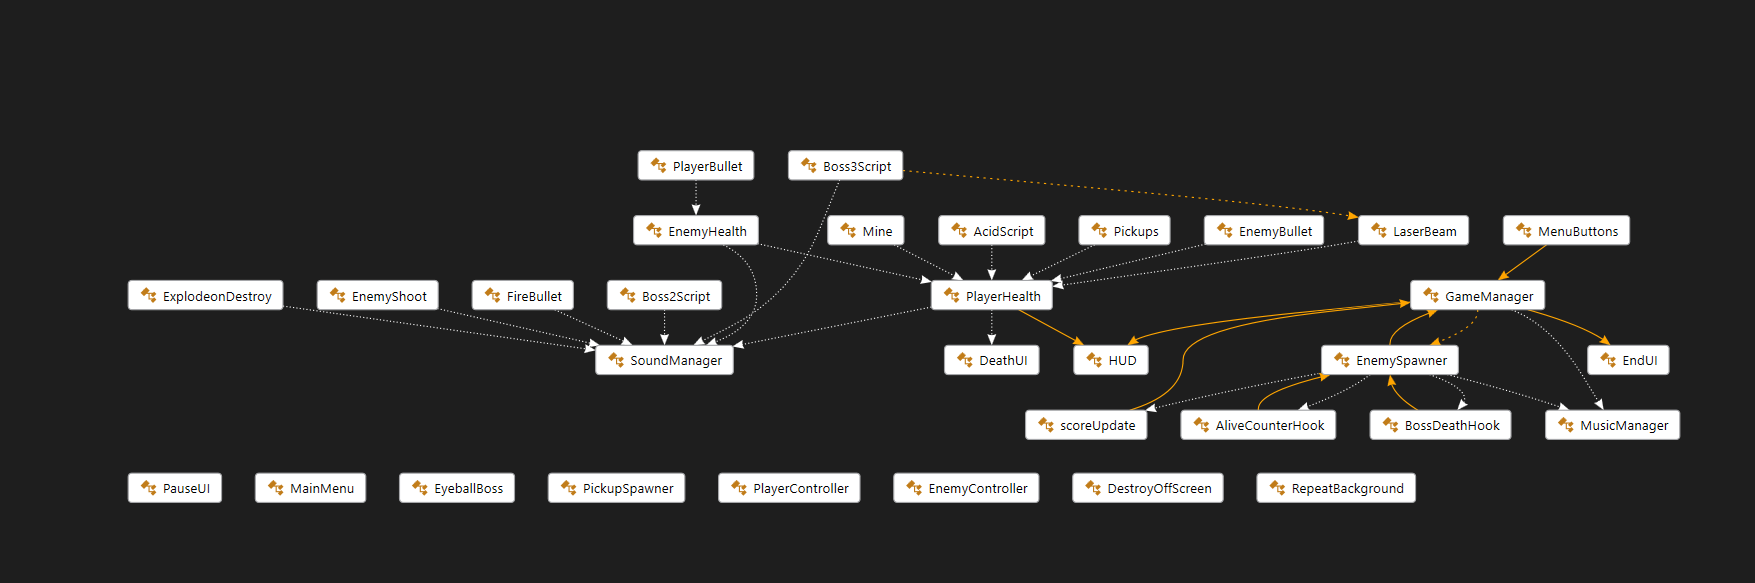 PlayerBullet
Boss3Script
EnemyHealth
Mine
AcidScript
Pickups
EnemyBullet
LaserBeam
MenuButtons
ExplodeonDestroy
EnemyShoot
FireBullet
Boss2Script
PlayerHealth
GameManager
SoundManager
DeathUI
HUD
EnemySpawner
EndUI
scoreUpdate
AliveCounterHook
BossDeathHook
MusicManager
PauseUI
MainMenu
EyeballBoss
PickupSpawner
PlayerController
EnemyController
DestroyOffScreen
RepeatBackground